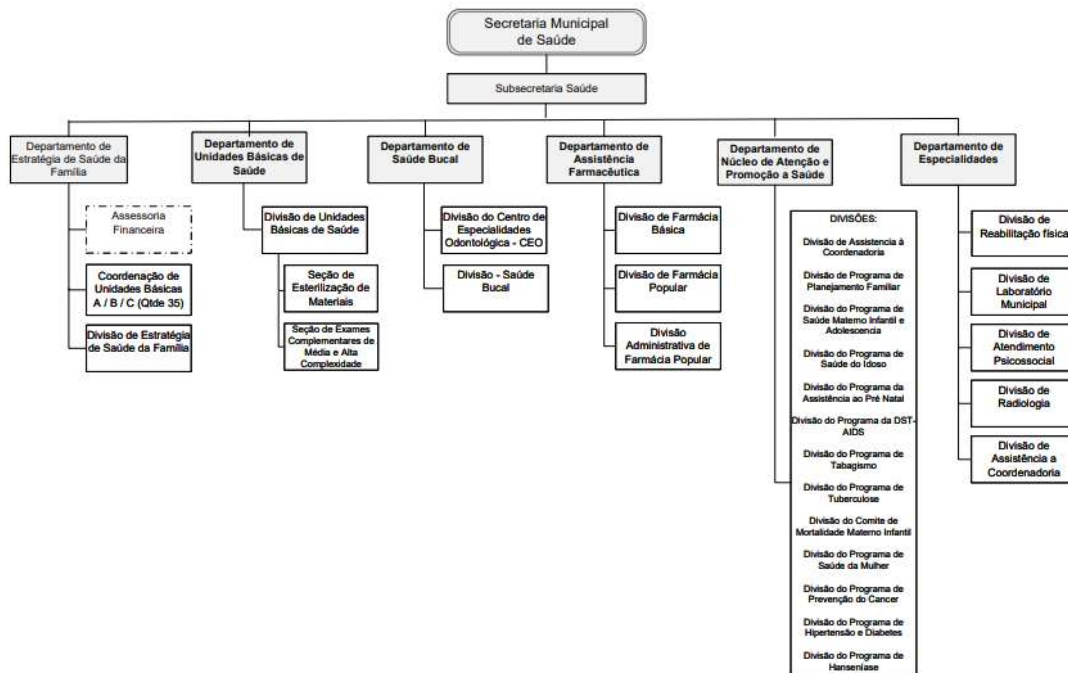 Secretaria Municipal
de Saúde
Subsecretaria Saúde
Departamento de
Estratégia de Saúde da
Família
Assessoria
Financeira
Coordenação de
Unidades Básicas
A / B / C (Qtde 35)
Divisão de Estratégia
de Saúde da Família
Departamento de
Unidades Básicas de
Saúde
Divisão de Unidades
Básicas de Saúde
Seção de
Esterilização de
Materiais
Seção de Exames
Complementares de
Média e Alta
Complexidade
Departamento de
Saúde Bucal
Divisão do Centro de
Especialidades
Odontológica - CEO
Divisão - Saúde
Bucal
Departamento de
Assistência
Farmacêutica
Divisão de Farmácia
Básica
Divisão de Farmácia
Popular
Divisão
Administrativa de
Farmácia Popular
Departamento de
Núcleo de Atenção e
Promoção a Saúde
DIVISÕES:
Divisão de Assistencia à
Coordenadoria
Divisão de Programa de
Planejamento Familiar
Divisão do Programa de
Saúde Materno Infantil e
Adolescencia
Divisão do Programa de
Saúde do Idoso
Divisão do Programa da
Assistência ao Pré Natal
Divisão do Programa da DST-
AIDS
Divisão do Programa de
Tabagismo
Divisão do Programa de
Tuberculose
Divisão do Comite de
Mortalidade Materno Infantil
Divisão do Programa de
Saúde da Mulher
Divisão do Programa de
Prevenção do Cancer
Divisão do Programa de
Hipertensão e Diabetes
Divisão do Programa de
Hanseníase
Departamento de
Especialidades
Divisão de
Reabilitação física
Divisão de
Laboratório
Municipal
Divisão de
Atendimento
Psicossocial
Divisão de
Radiologia
Divisão de
Assistência a
Coordenadoria